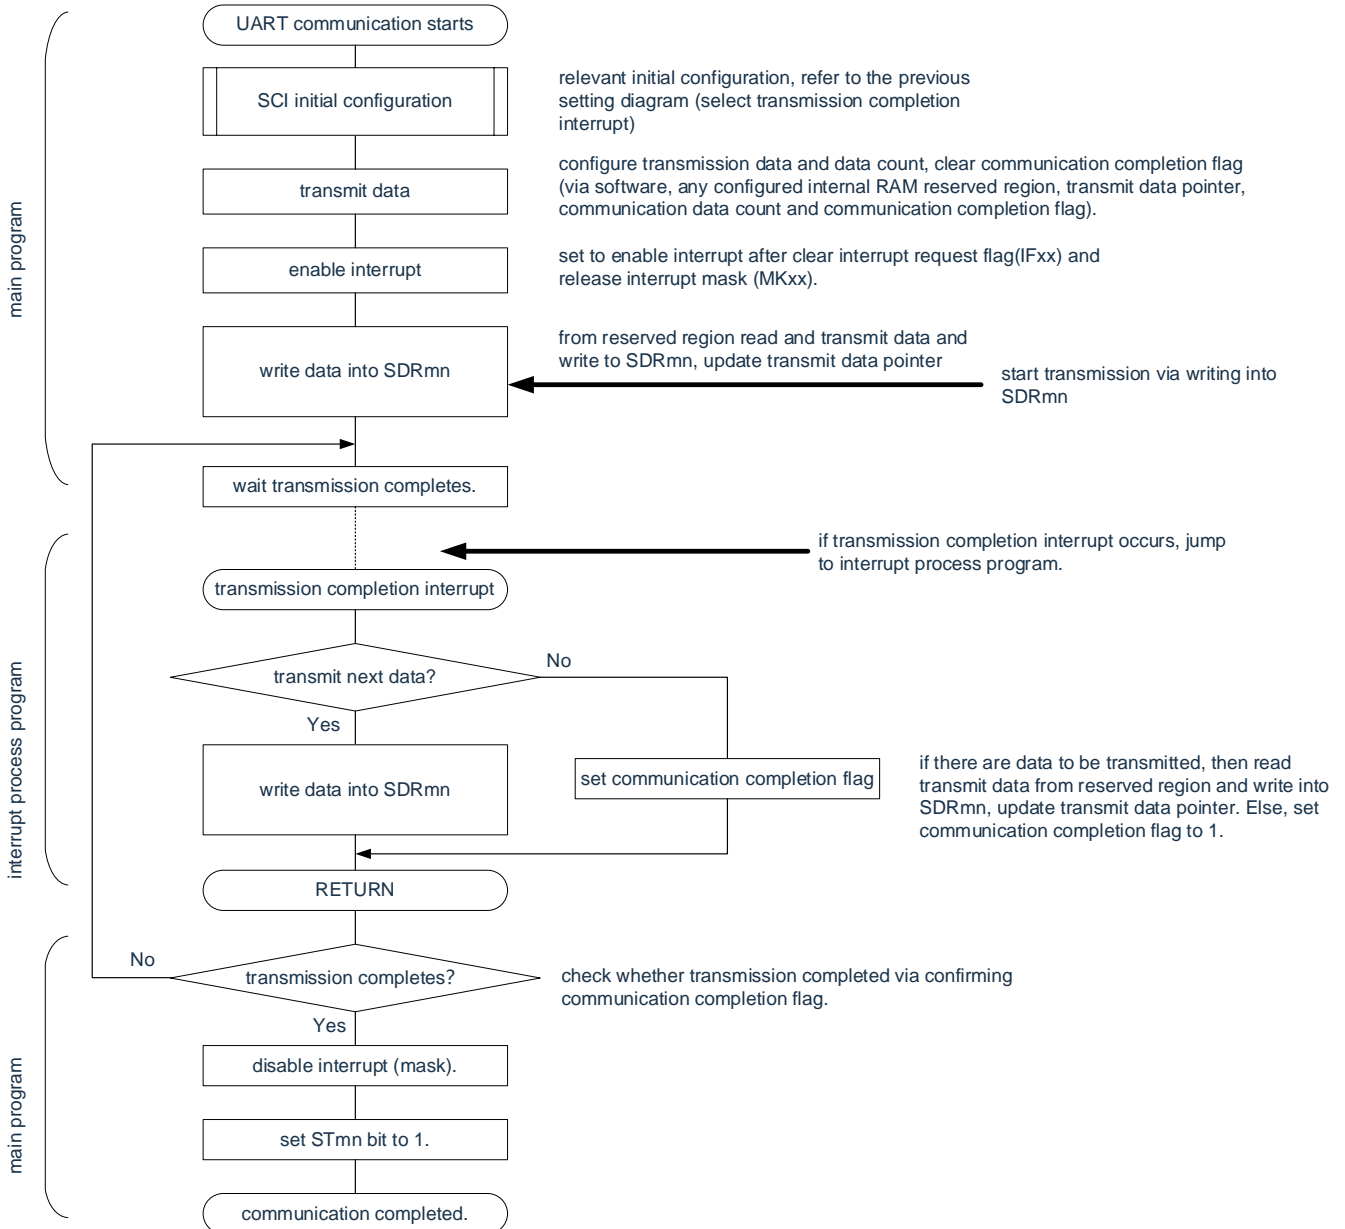 UART communication starts
main program
SCI initial configuration
relevant initial configuration, refer to the previous
setting diagram (select transmission completion
interrupt)
transmit data
configure transmission data and data count, clear communication completion flag
(via software, any configured internal RAM reserved region, transmit data pointer,
communication data count and communication completion flag).
enable interrupt
set to enable interrupt after clear interrupt request flag(IFxx) and
release interrupt mask (MKxx).
write data into SDRmn
from reserved region read and transmit data and
write to SDRmn, update transmit data pointer
start transmission via writing into
SDRmn
wait transmission completes.
interrupt process program
if transmission completion interrupt occurs, jump
to interrupt process program.
transmission completion interrupt
transmit next data?
No
Yes
write data into SDRmn
set communication completion flag
if there are data to be transmitted, then read
transmit data from reserved region and write into
SDRmn, update transmit data pointer. Else, set
communication completion flag to 1.
RETURN
main program
No
transmission completes?
check whether transmission completed via confirming
communication completion flag.
Yes
disable interrupt (mask).
set STmn bit to 1.
communication completed.